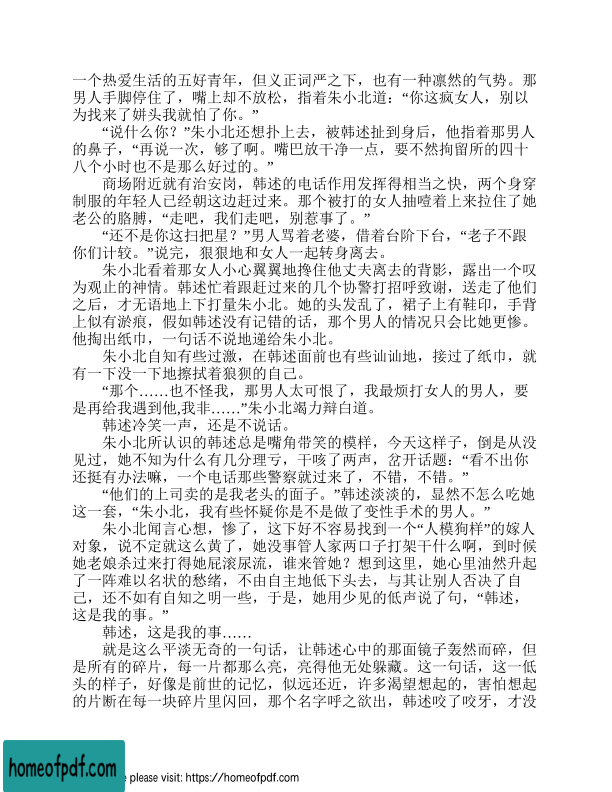 一个热爱生活的五好青年，但义正词严之下，也有一种凛然的气势。那
男人手脚停住了，嘴上却不放松，指着朱小北道：“你这疯女人，别以
为找来了姘头我就怕了你。”
“说什么你？”朱小北还想扑上去，被韩述扯到身后，他指着那男人
的鼻子，“再说一次，够了啊。嘴巴放干净一点，要不然拘留所的四十
八个小时也不是那么好过的。”
商场附近就有治安岗，韩述的电话作用发挥得相当之快，两个身穿
制服的年轻人已经朝这边赶过来。那个被打的女人抽噎着上来拉住了她
老公的胳膊，“走吧，我们走吧，别惹事了。”
“还不是你这扫把星？”男人骂着老婆，借着台阶下台，“老子不跟
你们计较。”说完，狠狠地和女人一起转身离去。
朱小北看着那女人小心翼翼地搀住他丈夫离去的背影，露出一个叹
为观止的神情。韩述忙着跟赶过来的几个协警打招呼致谢，送走了他们
之后，才无语地上下打量朱小北。她的头发乱了，裙子上有鞋印，手背
上似有淤痕，假如韩述没有记错的话，那个男人的情况只会比她更惨。
他掏出纸巾，一句话不说地递给朱小北。
朱小北自知有些过激，在韩述面前也有些讪讪地，接过了纸巾，就
有一下没一下地擦拭着狼狈的自己。
“那个……也不怪我，那男人太可恨了，我最烦打女人的男人，要
是再给我遇到他,我非……”朱小北竭力辩白道。
韩述冷笑一声，还是不说话。
朱小北所认识的韩述总是嘴角带笑的模样，今天这样子，倒是从没
见过，她不知为什么有几分理亏，干咳了两声，岔开话题：“看不出你
还挺有办法嘛，一个电话那些警察就过来了，不错，不错。”
“他们的上司卖的是我老头的面子。”韩述淡淡的，显然不怎么吃她
这一套，“朱小北，我有些怀疑你是不是做了变性手术的男人。”
朱小北闻言心想，惨了，这下好不容易找到一个“人模狗样”的嫁人
对象，说不定就这么黄了，她没事管人家两口子打架干什么啊，到时候
她老娘杀过来打得她屁滚尿流，谁来管她？想到这里，她心里油然升起
了一阵难以名状的愁绪，不由自主地低下头去，与其让别人否决了自
己，还不如有自知之明一些，于是，她用少见的低声说了句，“韩述，
这是我的事。”
韩述，这是我的事……
就是这么平淡无奇的一句话，让韩述心中的那面镜子轰然而碎，但
是所有的碎片，每一片都那么亮，亮得他无处躲藏。这一句话，这一低
头的样子，好像是前世的记忆，似远还近，许多渴望想起的，害怕想起
的片断在每一块碎片里闪回，那个名字呼之欲出，韩述咬了咬牙，才没
homeofpdf.com
e please visit: https://homeofpdf.com